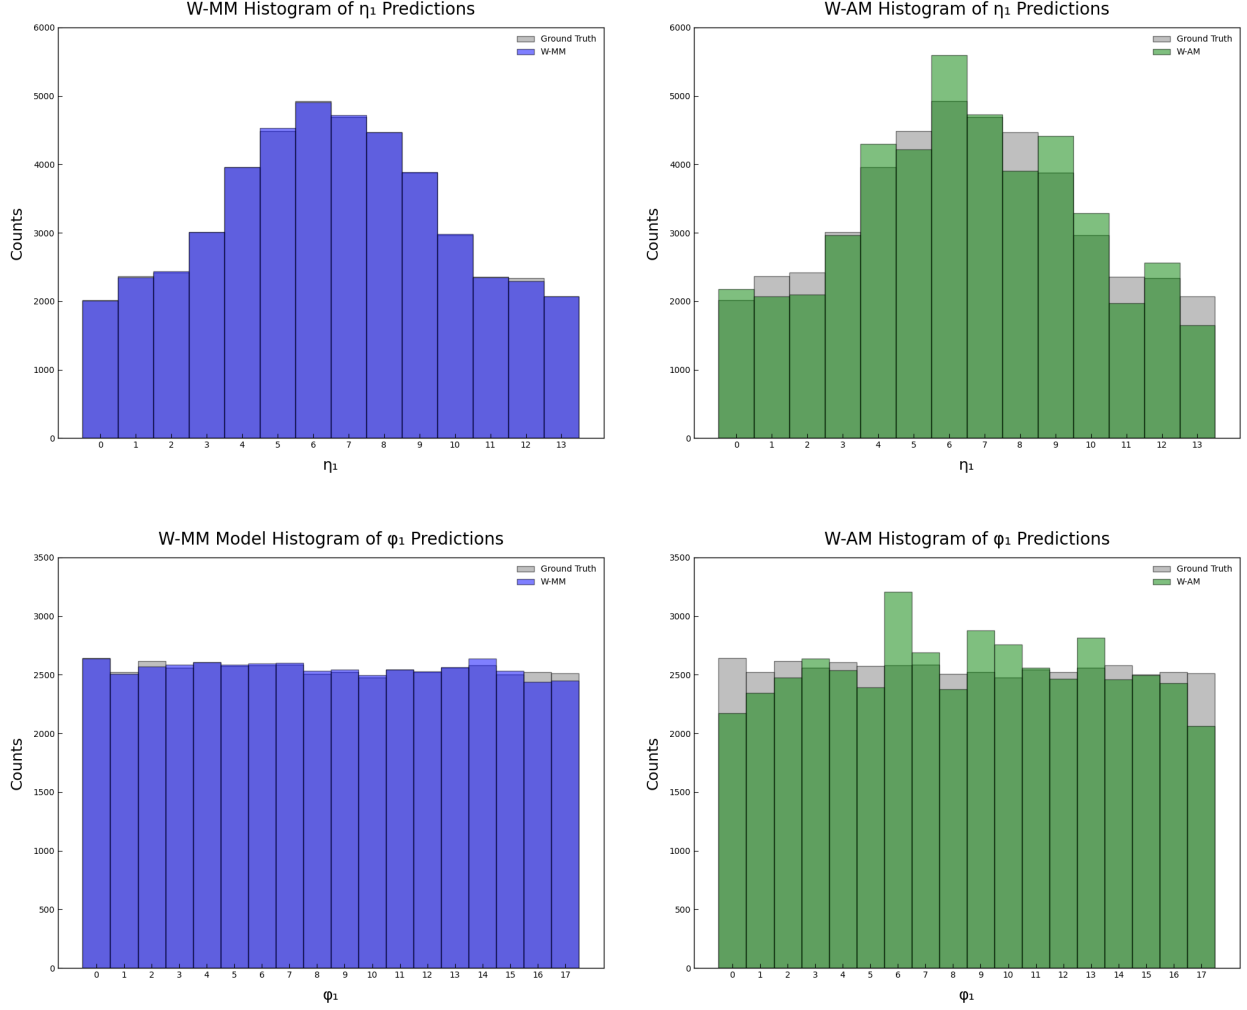 W-MM Histogram of η₁ Predictions
6000
5000
4000
3000
2000
1000
0
Counts
Ground Truth
W-MM
0 1 2 3 4 5 6 7 8 9 10 11 12 13
η₁
W-AM Histogram of η₁ Predictions
6000
5000
4000
3000
2000
1000
0
Counts
Ground Truth
W-AM
0 1 2 3 4 5 6 7 8 9 10 11 12 13
η₁
W-MM Model Histogram of φ₁ Predictions
3500
3000
2500
2000
1500
1000
500
0
Counts
Ground Truth
W-MM
0 1 2 3 4 5 6 7 8 9 10 11 12 13 14 15 16 17
φ₁
W-AM Histogram of φ₁ Predictions
3500
3000
2500
2000
1500
1000
500
0
Counts
Ground Truth
W-AM
0 1 2 3 4 5 6 7 8 9 10 11 12 13 14 15 16 17
φ₁